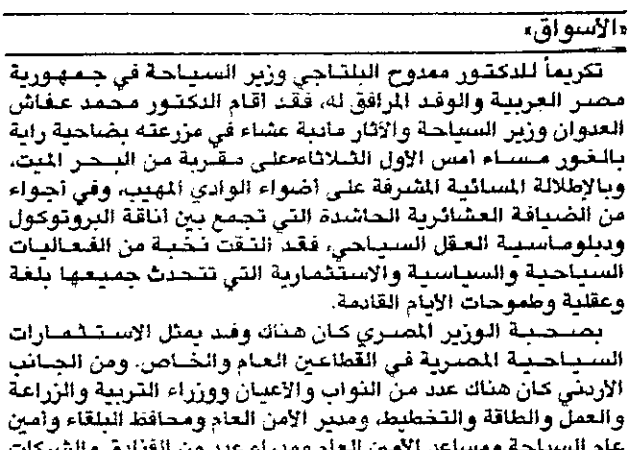 «الأسواق»
تكريماً للدكتور ممدوح البلتاجي وزير السياحة في جمهورية
مصر العربية والوفد المرافق له، فقد أقام الدكتور محمد عفاش
العدوان وزير السياحة والآثار مأدبة عشاء في مزرعته بضاحية راية
بالغور مساء أمس الأول الثلاثاء على مقربة من البحر الميت،
وبالإطلالة المسائية المشرفة على أضواء الوادي المهيب، وفي أجواء
من الضيافة العشائرية الحاشدة التي تجمع بين أناقة البروتوكول
ودبلوماسية العقل السياحي، فقد التقت نخبة من الفعاليات
السياحية والسياسية والاستثمارية التي تتحدث جميعها بلغة
وعقلية وطموحات الأيام القادمة.
بصحبة الوزير المصري كان هناك وفد يمثل الاستثمارات
السياحية المصرية في القطاعين العام والخاص. ومن الجانب
الأردني كان هناك عدد من النواب والأعيان ووزراء التربية والزراعة
والعمل والطاقة والتخطيط، ومدير الأمن العام ومحافظ البلقاء وأمين
عام السياحة ومساعد الأمين العام ومدراء عدد من الفنادق والشركات